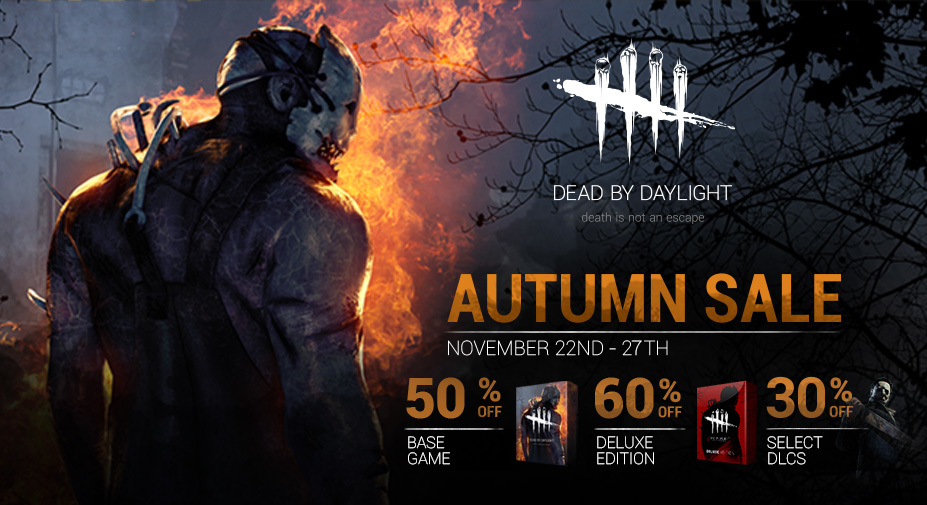 DEAD BY DAYLIGHT
death is not an escape
AUTUMN SALE
NOVEMBER 22ND - 27TH
50 % OFF
BASE
GAME
60 % OFF
DELUXE
EDITION
30 % OFF
SELECT
DLCS